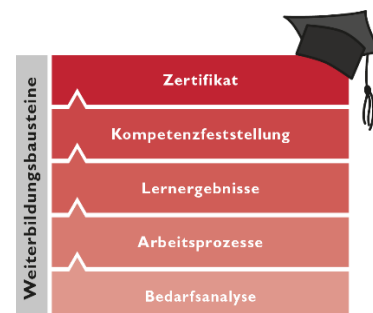 Weiterbildungsbausteine
Zertifikat
Kompetenzfeststellung
Lernergebnisse
Arbeitsprozesse
Bedarfsanalyse